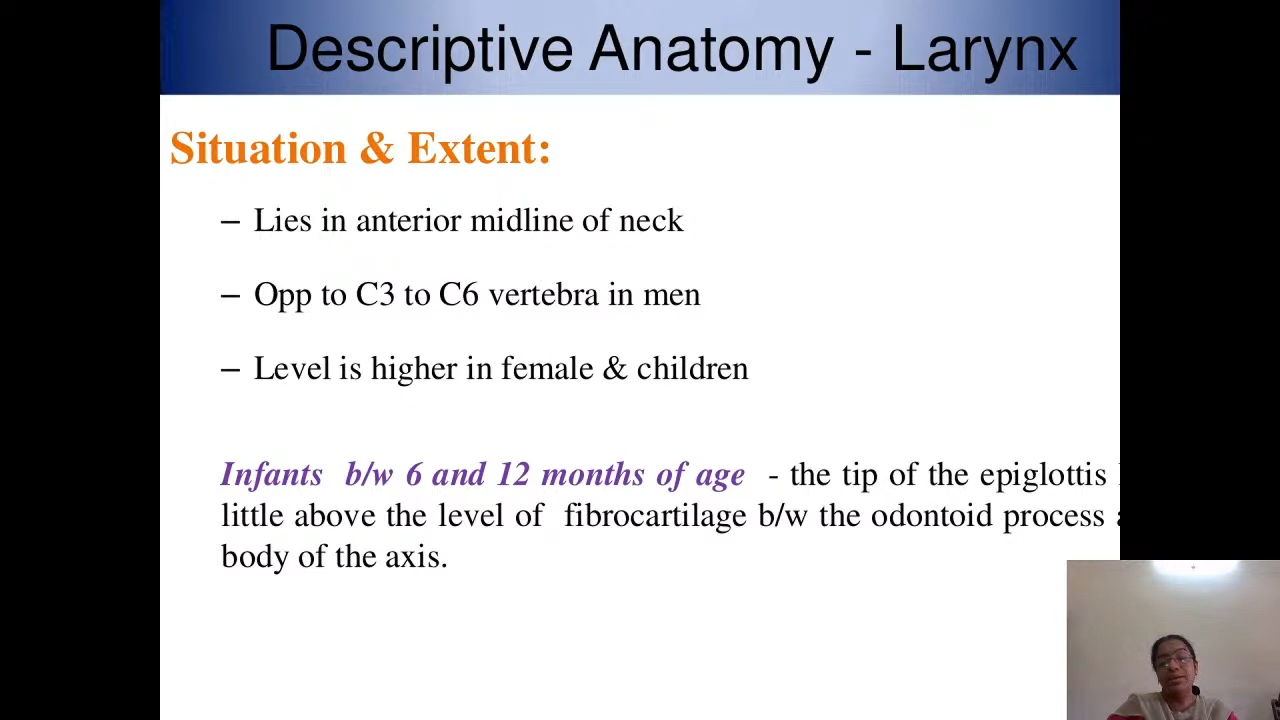 Descriptive Anatomy - Larynx
Situation & Extent:
– Lies in anterior midline of neck
– Opp to C3 to C6 vertebra in men
– Level is higher in female & children
Infants b/w 6 and 12 months of age - the tip of the epiglottis
little above the level of fibrocartilage b/w the odontoid process
body of the axis.